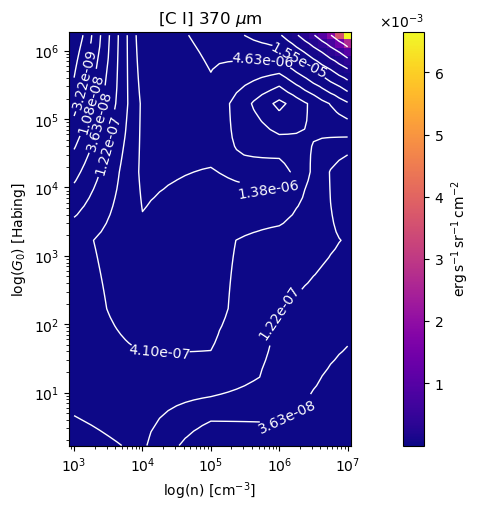 [C I] 370 μm
×10⁻³
10⁶
10⁵
10⁴
10³
10²
10¹
log(G₀) [Habing]
3.22e-09
1.08e-08
3.63e-08
1.22e-07
4.63e-06
1.55e-05
1.38e-06
1.22e-07
4.10e-07
3.63e-08
10³ 10⁴ 10⁵ 10⁶ 10⁷
log(n) [cm⁻³]
6
5
4
3
2
1
erg s⁻¹ sr⁻¹ cm⁻²